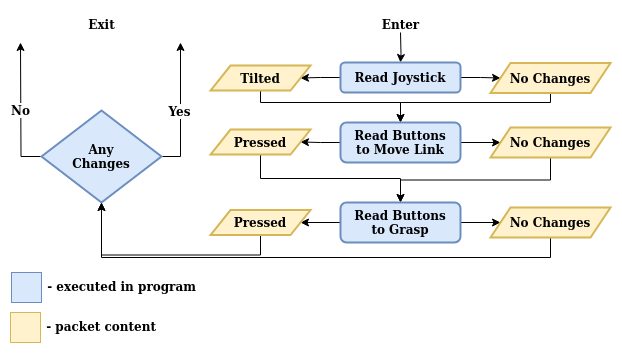 Exit
Enter
Tilted
Read Joystick
No Changes
No
Yes
Any
Changes
Pressed
Read Buttons
to Move Link
No Changes
Pressed
Read Buttons
to Grasp
No Changes
- executed in program
- packet content